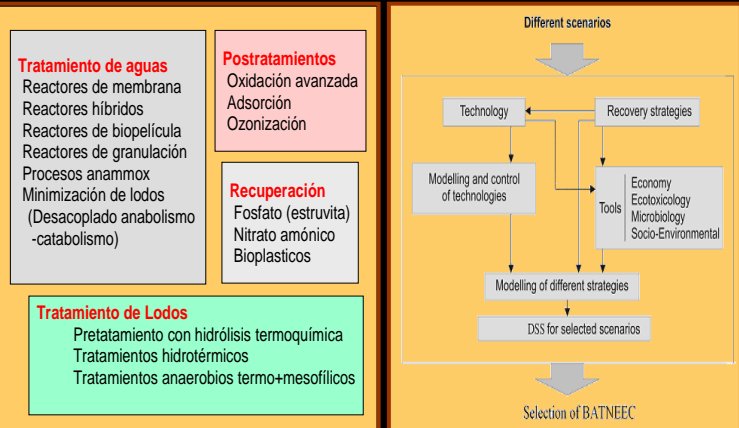 Tratamiento de aguas
Reactores de membrana
Reactores híbridos
Reactores de biopelícula
Reactores de granulación
Procesos anammox
Minimización de lodos
(Desacoplado anabolismo
-catabolismo)
Postratamientos
Oxidación avanzada
Adsorción
Ozonización
Recuperación
Fosfato (estruvita)
Nitrato amónico
Bioplasticos
Tratamiento de Lodos
Pretatamiento con hidrólisis termoquímica
Tratamientos hidrotérmicos
Tratamientos anaerobios termo+mesofílicos
Different scenarios
Technology
Recovery strategies
Modelling and control
of technologies
Tools
Economy
Ecotoxicology
Microbiology
Socio-Environmental
Modelling of different strategies
DSS for selected scenarios
Selection of BATNEEC